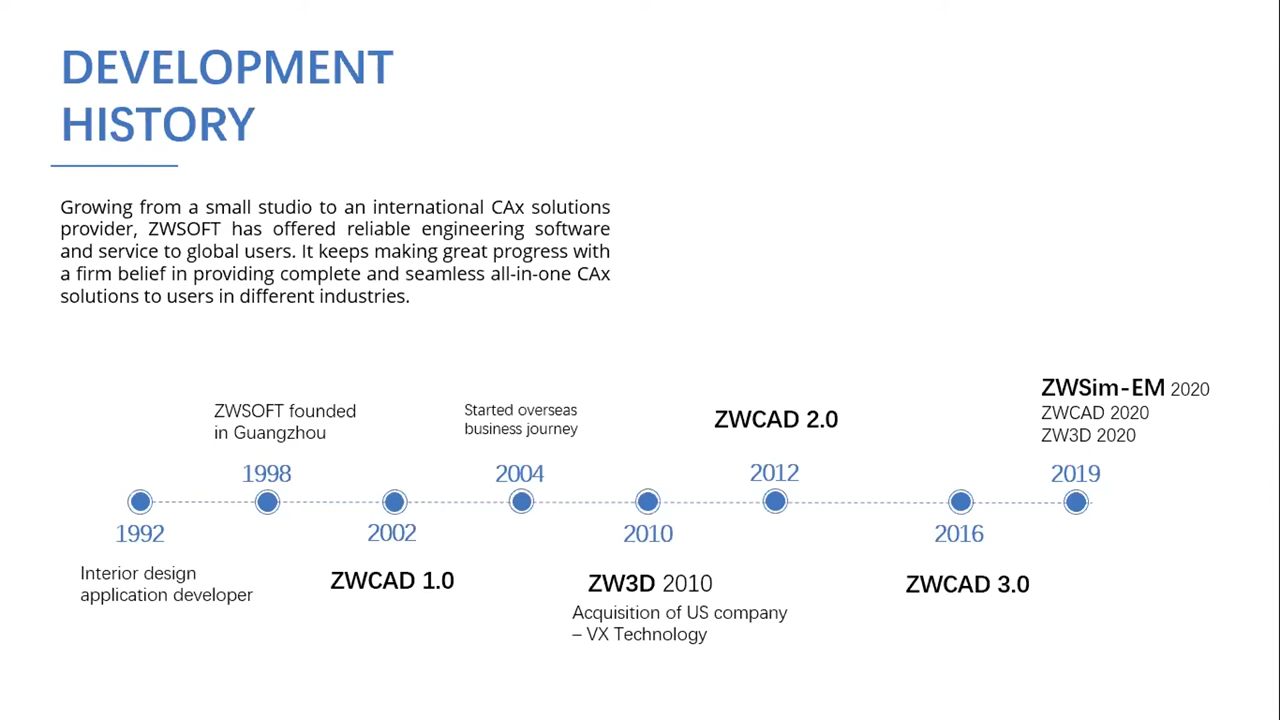 DEVELOPMENT
HISTORY
Growing from a small studio to an international CAx solutions
provider, ZWSOFT has offered reliable engineering software
and service to global users. It keeps making great progress with
a firm belief in providing complete and seamless all-in-one CAx
solutions to users in different industries.
1992
Interior design
application developer
ZWSOFT founded
in Guangzhou
1998
2002
ZWCAD 1.0
Started overseas
business journey
2004
2010
ZW3D 2010
Acquisition of US company
– VX Technology
ZWCAD 2.0
2012
2016
ZWCAD 3.0
ZWSim-EM 2020
ZWCAD 2020
ZW3D 2020
2019